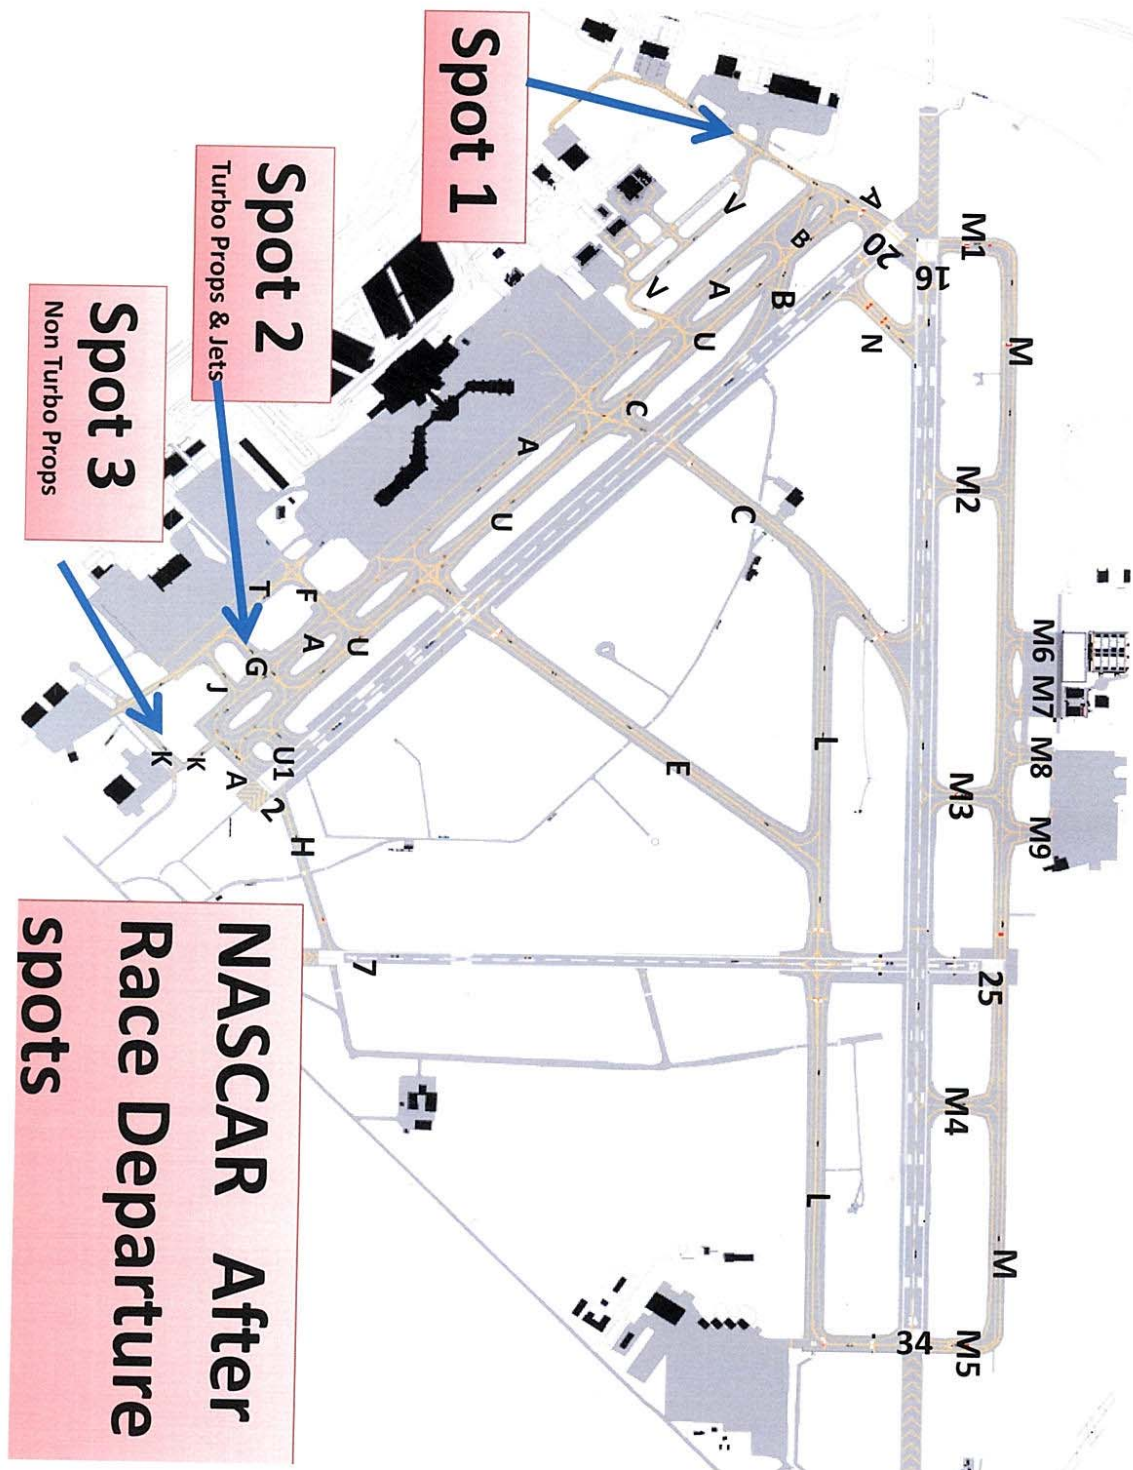 NASCAR After
Race Departure
spots
Spot 1
Spot 2
Turbo Props & Jets
Spot 3
Non Turbo Props
A
20
16
M1
M
B
V
A
B
N
V
U
C
M2
A
U
C
T
F
A
U
G
J
K
K
A
U1
2
H
E
L
M6
M7
M8
M3
M9
7
25
M4
L
M
34
M5